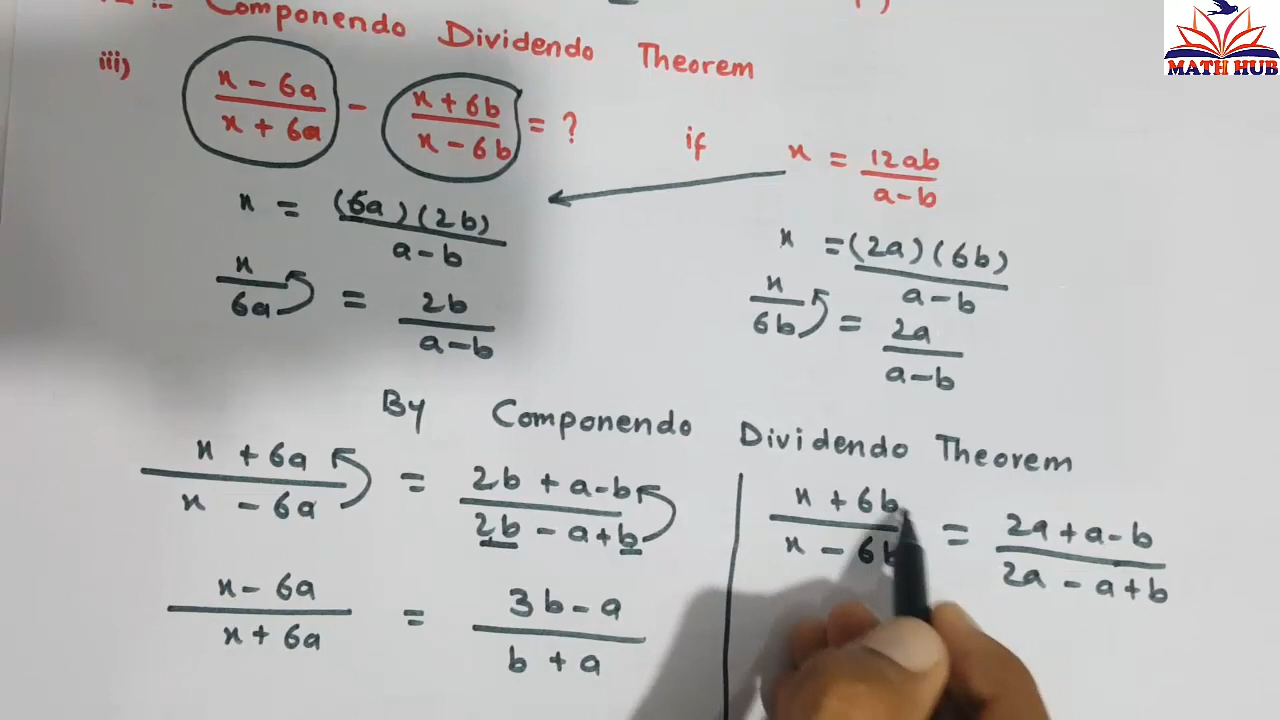 Componendo Dividendo Theorem
MATH HUB
iii) x - 6a / x + 6a - x + 6b / x - 6b = ? if x = 12ab / a - b
x = (6a)(2b) / a - b
x = (2a)(6b) / a - b
x / 6a = 2b / a - b
x / 6b = 2a / a - b
By Componendo Dividendo Theorem
x + 6a / x - 6a = 2b + a - b / 2b - a + b
x + 6b / x - 6b = 2a + a - b / 2a - a + b
x - 6a / x + 6a = 3b - a / b + a